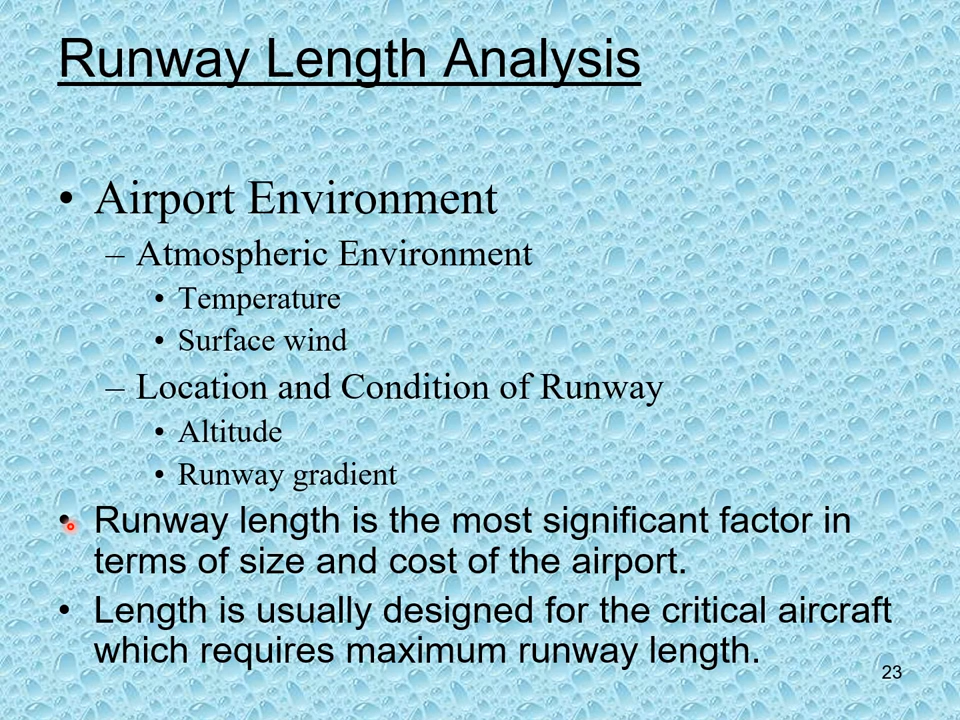 Runway Length Analysis
• Airport Environment
– Atmospheric Environment
• Temperature
• Surface wind
– Location and Condition of Runway
• Altitude
• Runway gradient
• Runway length is the most significant factor in
terms of size and cost of the airport.
• Length is usually designed for the critical aircraft
which requires maximum runway length.
23